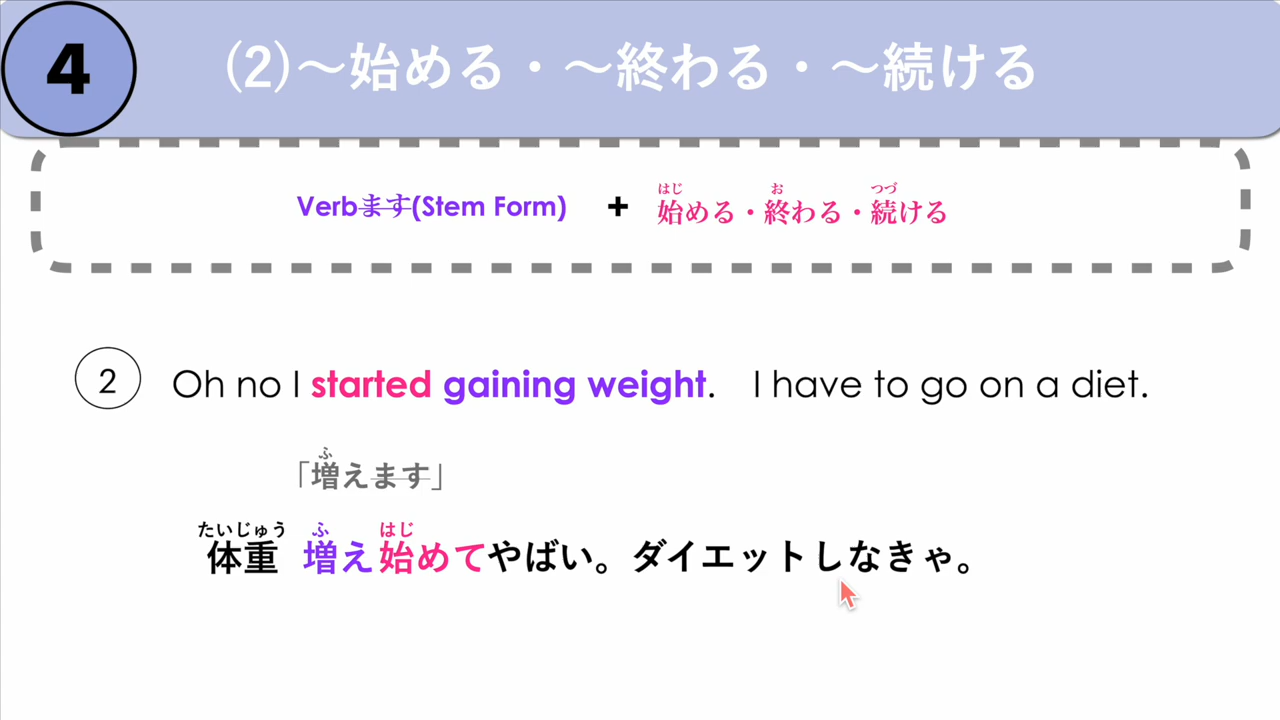 4
(2)～始める・～終わる・～続ける
はじ お つづ
Verbます(Stem Form) + 始める・終わる・続ける
2 Oh no I started gaining weight. I have to go on a diet.
ふ
「増えます」
たいじゅう ふ はじ
体重 増え始めてやばい。ダイエットしなきゃ。